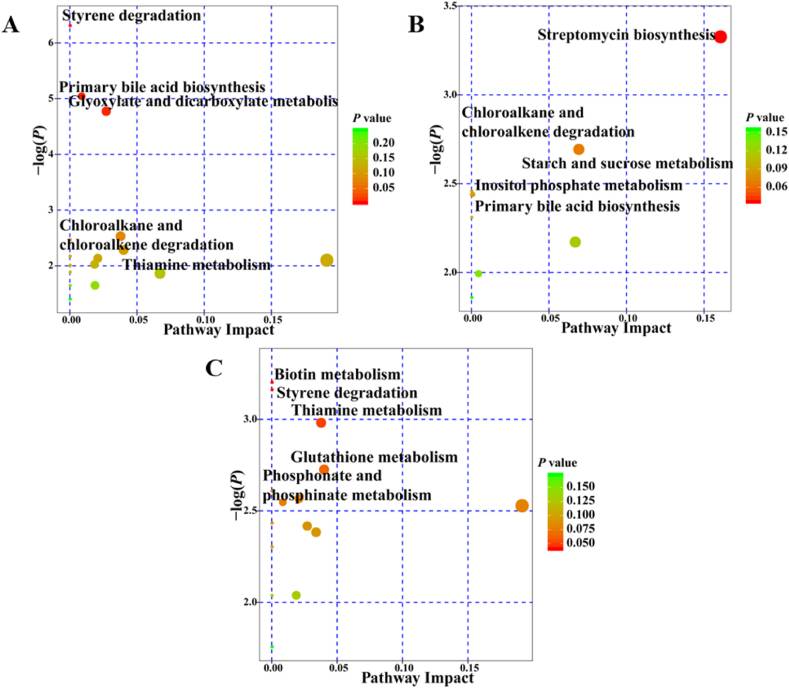 A
Styrene degradation
Primary bile acid biosynthesis
Glyoxylate and dicarboxylate metabolis
Chloroalkane and
chloroalkene degradation
Thiamine metabolism
6
5
4
3
2
−log(P)
0.00 0.05 0.10 0.15
Pathway Impact
P value
0.20
0.15
0.10
0.05
B
Streptomycin biosynthesis
Chloroalkane and
chloroalkene degradation
Starch and sucrose metabolism
Inositol phosphate metabolism
Primary bile acid biosynthesis
3.5
3.0
2.5
2.0
−log(P)
0.00 0.05 0.10 0.15
Pathway Impact
P value
0.15
0.12
0.09
0.06
C
Biotin metabolism
Styrene degradation
Thiamine metabolism
Glutathione metabolism
Phosphonate and
phosphinate metabolism
3.0
2.5
2.0
−log(P)
0.00 0.05 0.10 0.15
Pathway Impact
P value
0.150
0.125
0.100
0.075
0.050